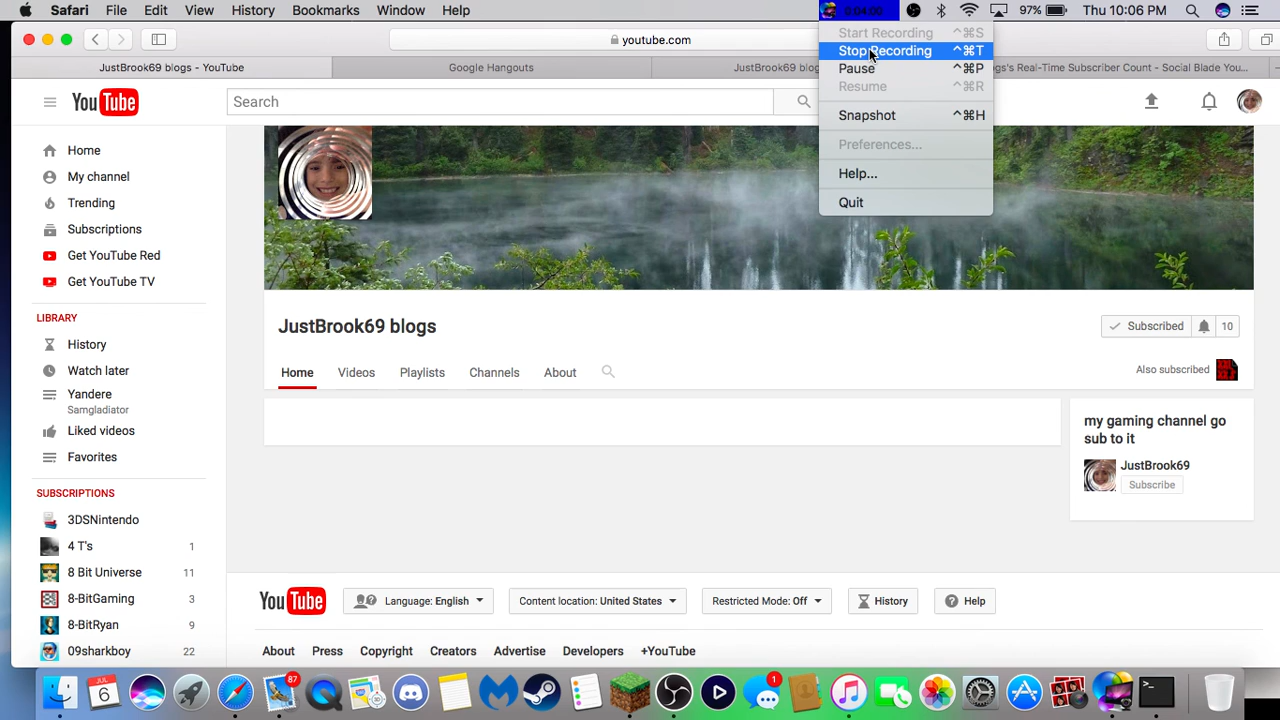 Safari File Edit View History Bookmarks Window Help 0:04:00 97% Thu 10:06 PM
youtube.com
JustBrook69 blogs - YouTube Google Hangouts JustBrook69 blog 's Real-Time Subscriber Count - Social Blade You...
Start Recording ^⌘S
Stop Recording ^⌘T
Pause ^⌘P
Resume ^⌘R
Snapshot ^⌘H
Preferences...
Help...
Quit
YouTube Search
Home
My channel
Trending
Subscriptions
Get YouTube Red
Get YouTube TV
LIBRARY
History
Watch later
Yandere
Samgladiator
Liked videos
Favorites
SUBSCRIPTIONS
3DSNintendo
4 T's 1
8 Bit Universe 11
8-BitGaming 3
8-BitRyan 9
09sharkboy 22
JustBrook69 blogs
Subscribed 10
Home Videos Playlists Channels About
Also subscribed
my gaming channel go
sub to it
JustBrook69
Subscribe
YouTube Language: English Content location: United States Restricted Mode: Off History Help
About Press Copyright Creators Advertise Developers +YouTube
JUL
6
87
1